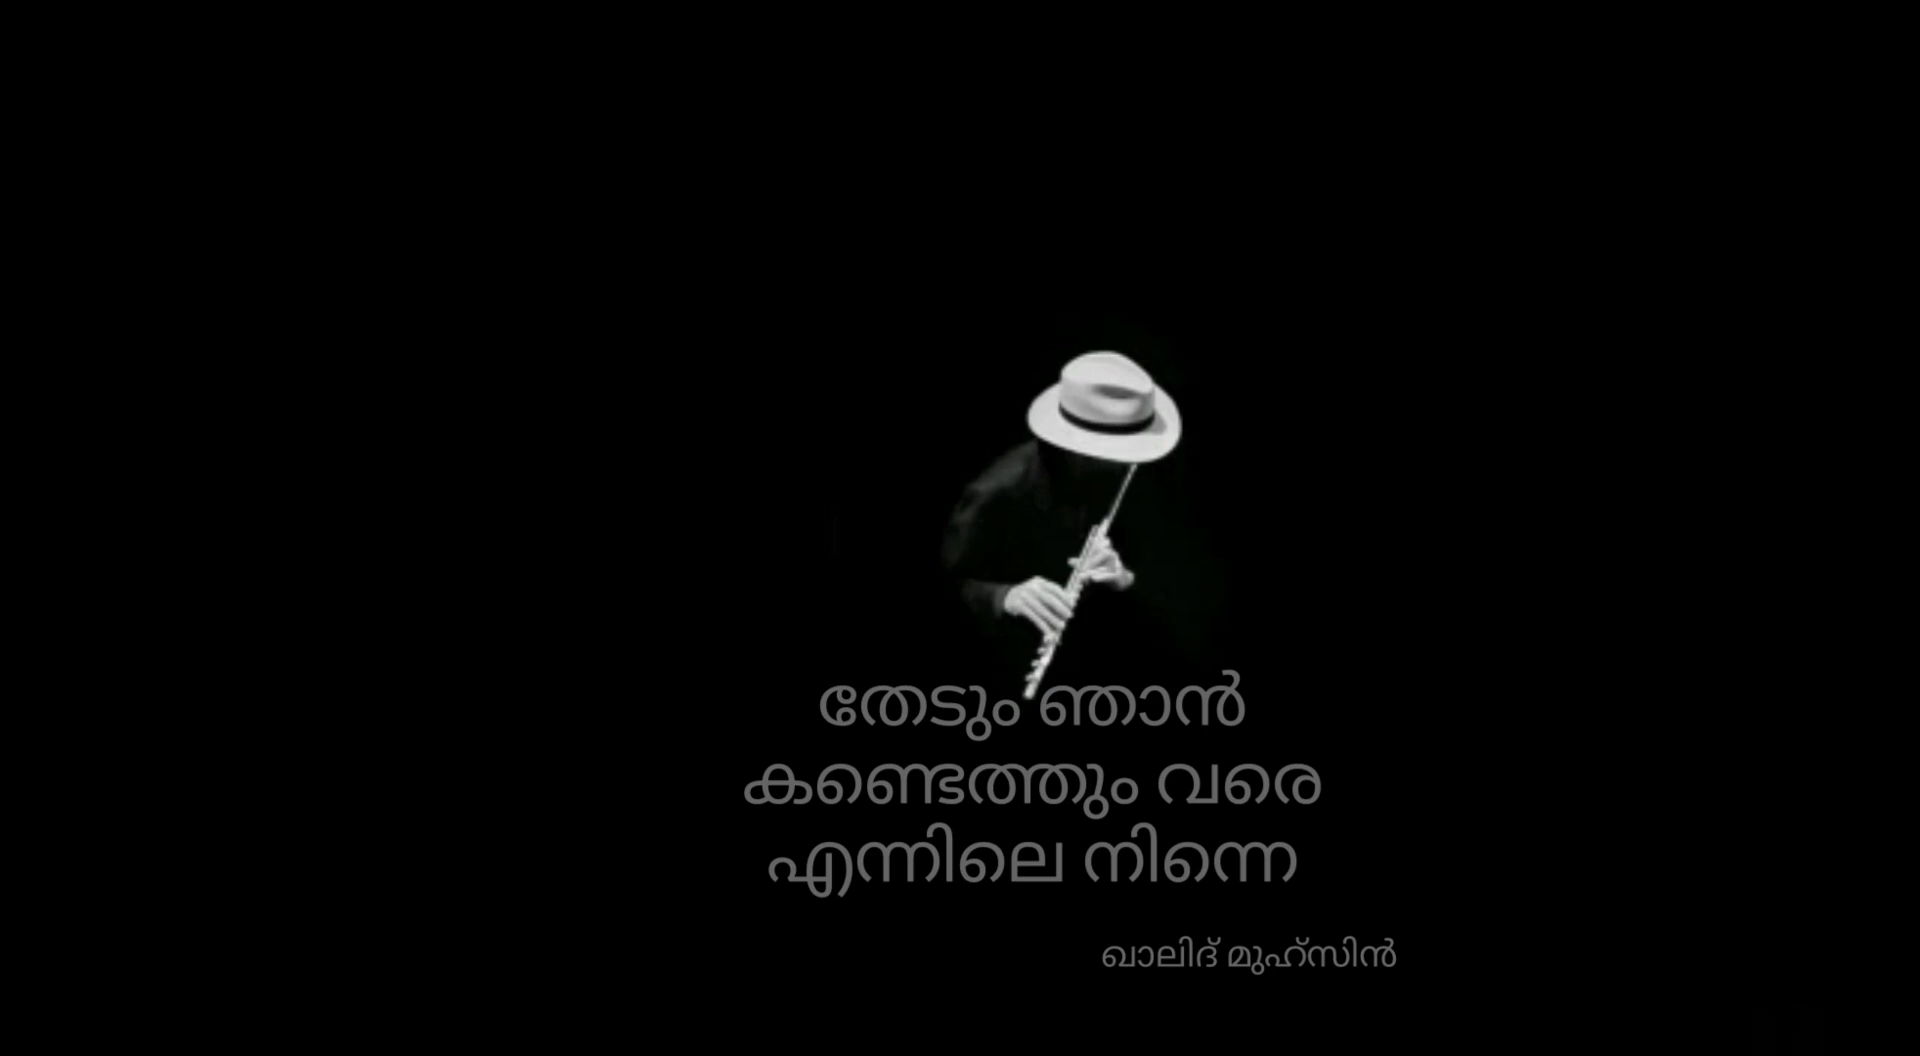 തേടും ഞാൻ
കണ്ടെത്തും വരെ
എന്നിലെ നിന്നെ
ഖാലിദ് മുഹ്സിൻ